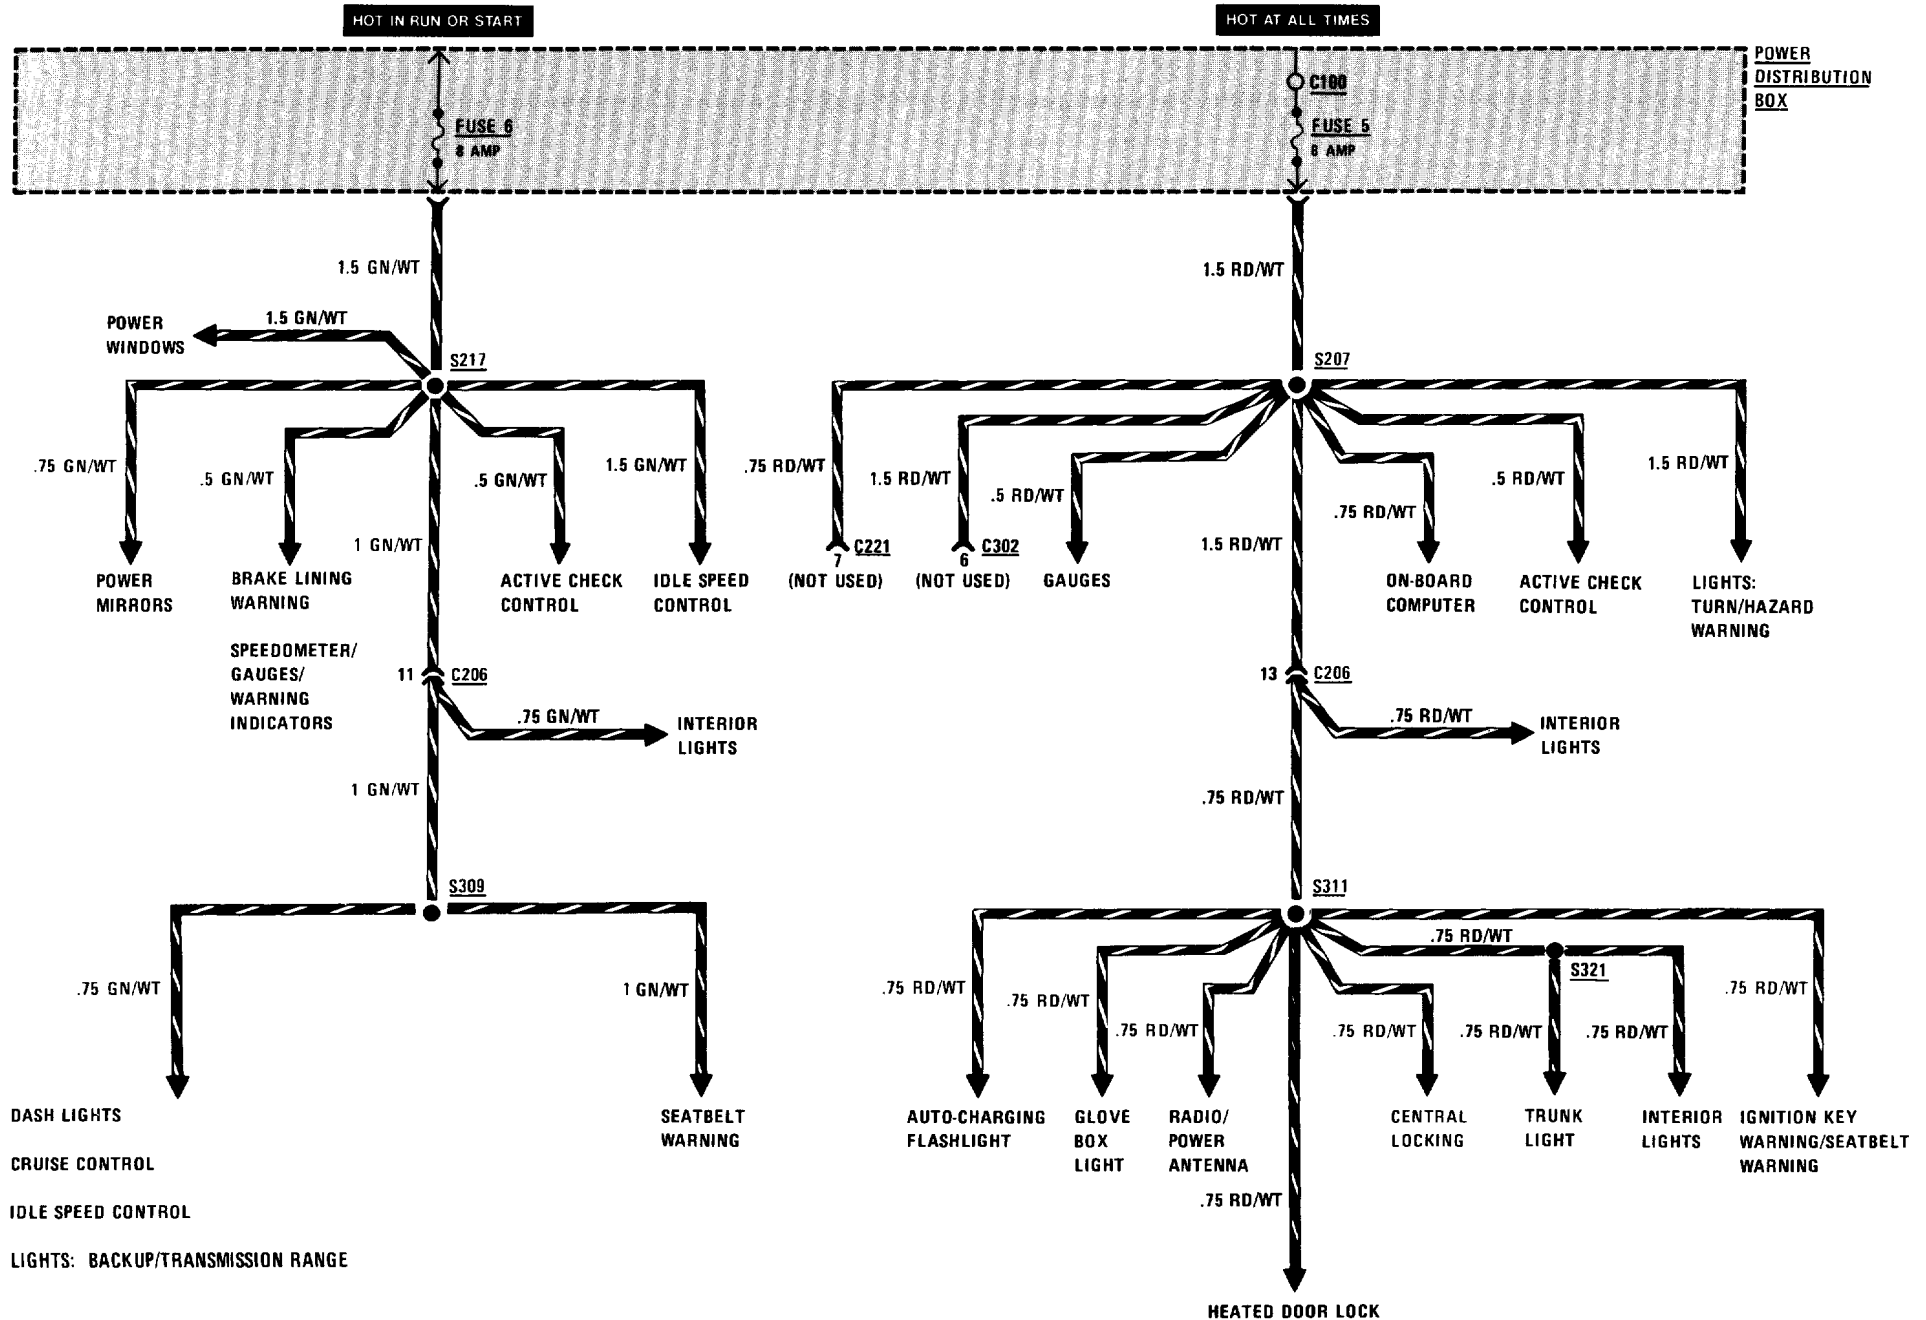 HOT IN RUN OR START
HOT AT ALL TIMES
POWER
DISTRIBUTION
BOX
C100
FUSE 6
8 AMP
FUSE 5
8 AMP
1.5 GN/WT
1.5 RD/WT
POWER
WINDOWS
1.5 GN/WT
S217
S207
.75 GN/WT
.5 GN/WT
.5 GN/WT
1.5 GN/WT
.75 RD/WT
1.5 RD/WT
.5 RD/WT
.75 RD/WT
.5 RD/WT
1.5 RD/WT
1 GN/WT
1.5 RD/WT
C221
7
(NOT USED)
C302
6
(NOT USED)
POWER
MIRRORS
BRAKE LINING
WARNING
SPEEDOMETER/
GAUGES/
WARNING
INDICATORS
ACTIVE CHECK
CONTROL
IDLE SPEED
CONTROL
GAUGES
ON-BOARD
COMPUTER
ACTIVE CHECK
CONTROL
LIGHTS:
TURN/HAZARD
WARNING
11
C206
13
C206
.75 GN/WT
INTERIOR
LIGHTS
.75 RD/WT
INTERIOR
LIGHTS
1 GN/WT
.75 RD/WT
S309
S311
.75 RD/WT
S321
.75 GN/WT
1 GN/WT
.75 RD/WT
.75 RD/WT
.75 RD/WT
.75 RD/WT
.75 RD/WT
.75 RD/WT
.75 RD/WT
DASH LIGHTS
CRUISE CONTROL
IDLE SPEED CONTROL
LIGHTS: BACKUP/TRANSMISSION RANGE
SEATBELT
WARNING
AUTO-CHARGING
FLASHLIGHT
GLOVE
BOX
LIGHT
RADIO/
POWER
ANTENNA
CENTRAL
LOCKING
TRUNK
LIGHT
INTERIOR
LIGHTS
IGNITION KEY
WARNING/SEATBELT
WARNING
.75 RD/WT
HEATED DOOR LOCK